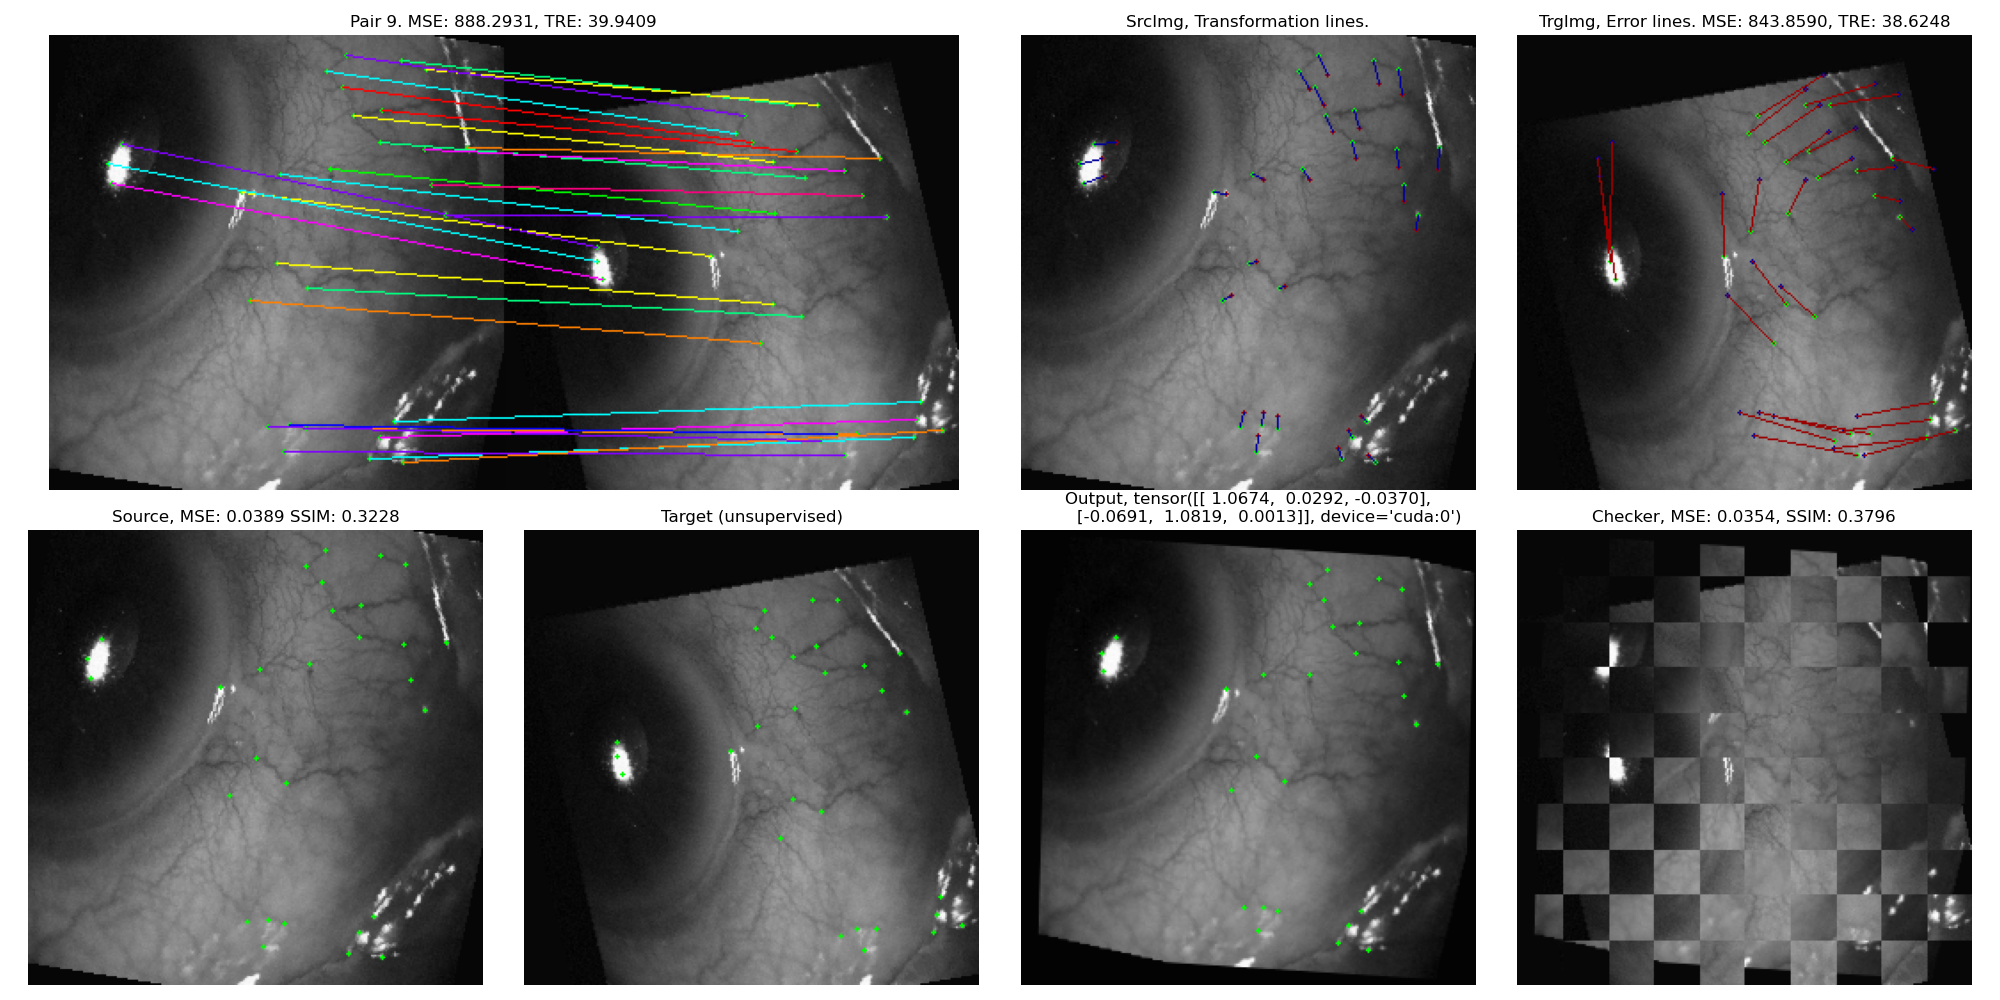 Pair 9. MSE: 888.2931, TRE: 39.9409
SrcImg, Transformation lines.
TrgImg, Error lines. MSE: 843.8590, TRE: 38.6248
Source, MSE: 0.0389 SSIM: 0.3228
Target (unsupervised)
Output, tensor([[ 1.0674,  0.0292, -0.0370],
[-0.0691,  1.0819,  0.0013]], device='cuda:0')
Checker, MSE: 0.0354, SSIM: 0.3796